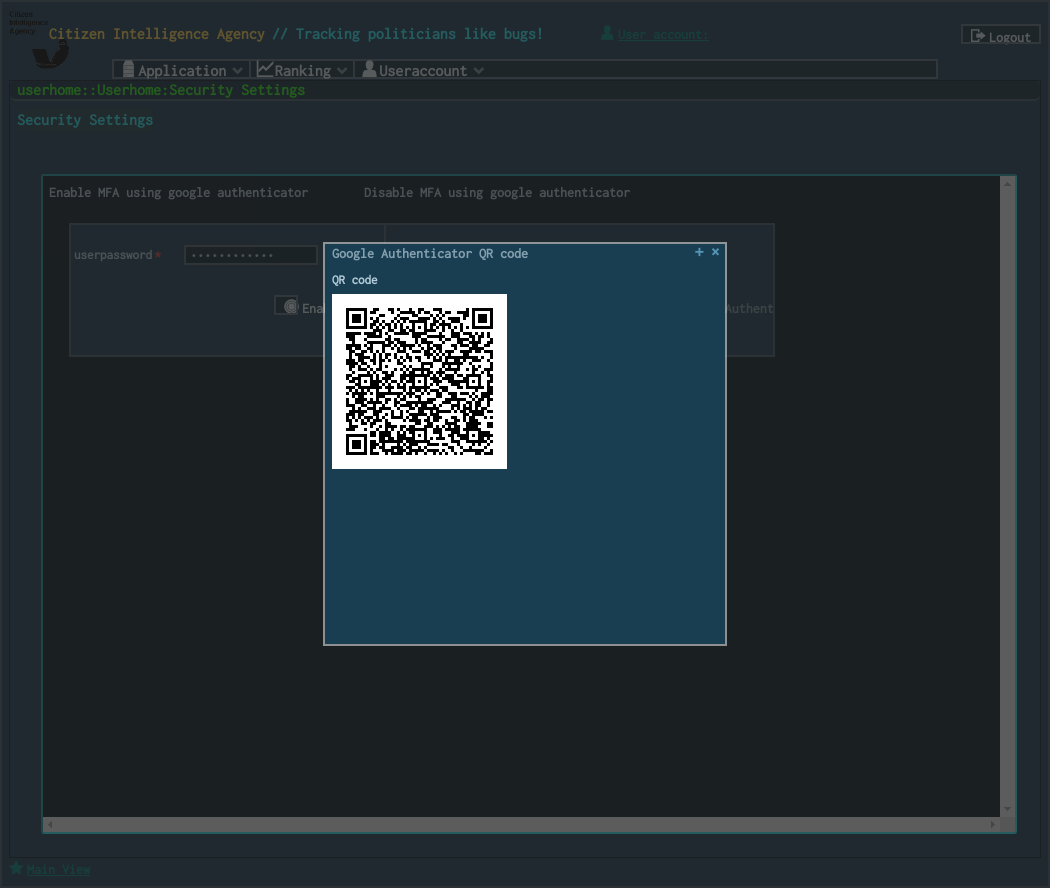 Citizen
Intelligence
Agency
Citizen Intelligence Agency // Tracking politicians like bugs!
User account:
Logout
Application
Ranking
Useraccount
userhome::Userhome:Security Settings
Security Settings
Enable MFA using google authenticator
Disable MFA using google authenticator
userpassword*
Google Authenticator QR code
QR code
Ena
Authent
Main View